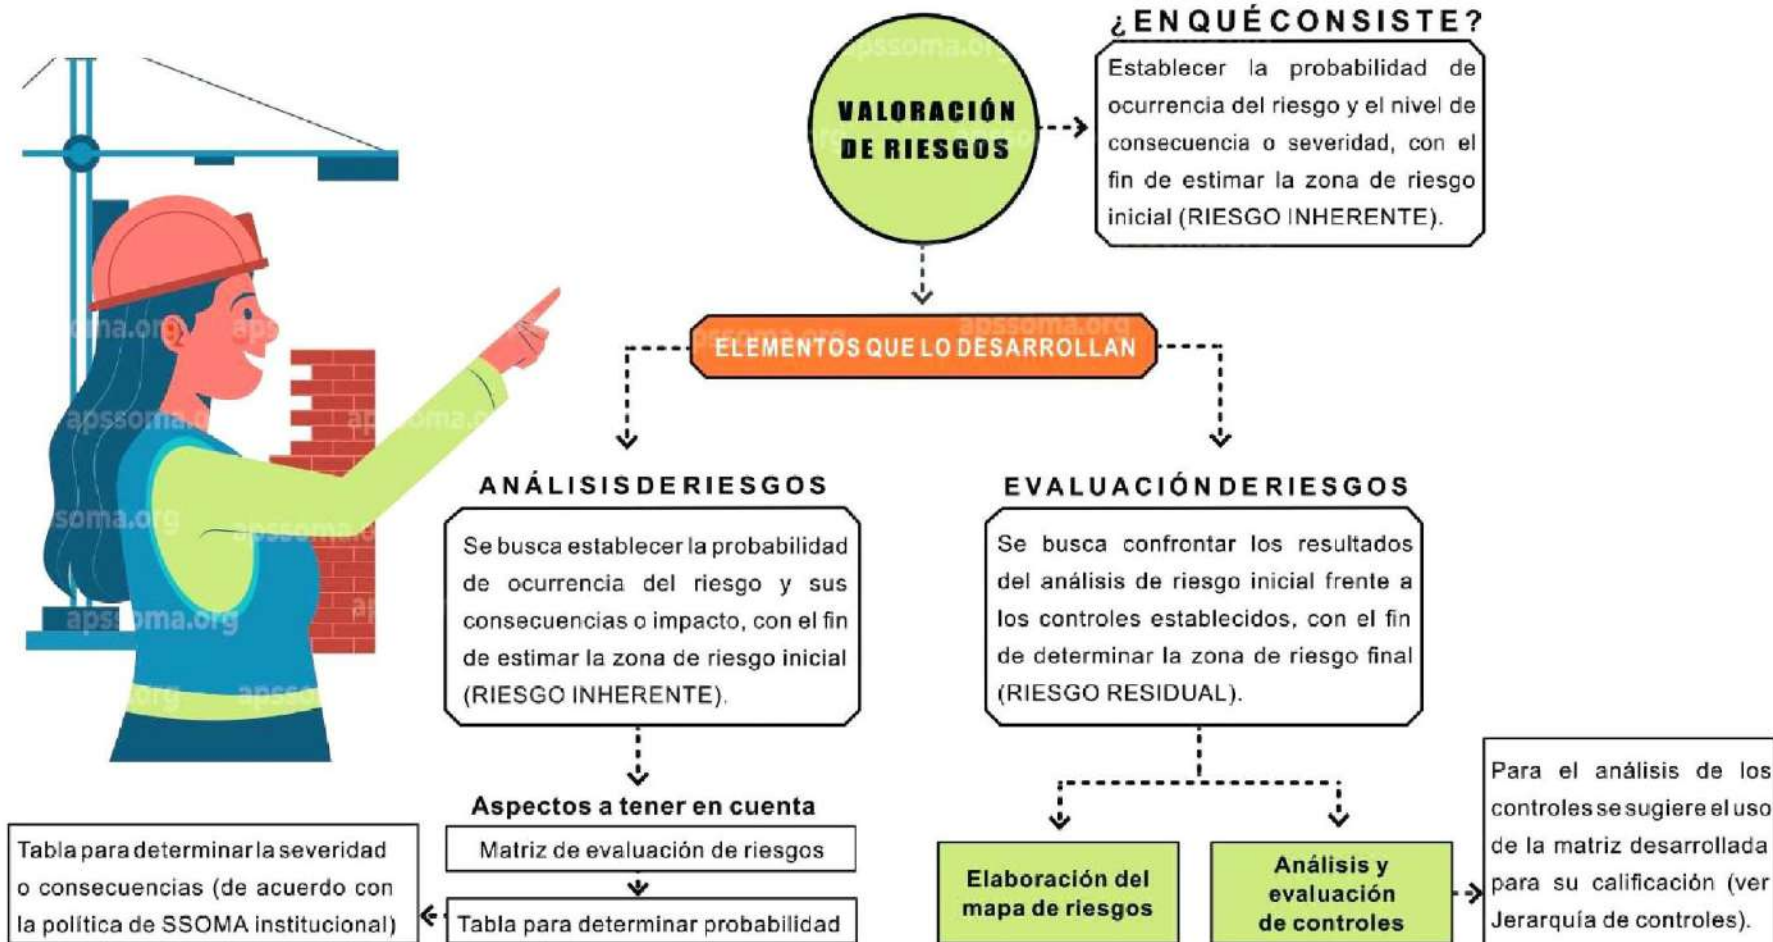 ¿EN QUÉ CONSISTE?
VALORACIÓN
DE RIESGOS
Establecer la probabilidad de
ocurrencia del riesgo y el nivel de
consecuencia o severidad, con el
fin de estimar la zona de riesgo
inicial (RIESGO INHERENTE).
ELEMENTOS QUE LO DESARROLLAN
ANÁLISIS DE RIESGOS
Se busca establecer la probabilidad
de ocurrencia del riesgo y sus
consecuencias o impacto, con el fin
de estimar la zona de riesgo inicial
(RIESGO INHERENTE).
Aspectos a tener en cuenta
Matriz de evaluación de riesgos
Tabla para determinar probabilidad
Tabla para determinar la severidad
o consecuencias (de acuerdo con
la política de SSOMA institucional)
EVALUACIÓN DE RIESGOS
Se busca confrontar los resultados
del análisis de riesgo inicial frente a
los controles establecidos, con el fin
de determinar la zona de riesgo final
(RIESGO RESIDUAL).
Elaboración del
mapa de riesgos
Análisis y
evaluación
de controles
Para el análisis de los
controles se sugiere el uso
de la matriz desarrollada
para su calificación (ver
Jerarquía de controles).
apssoma.org